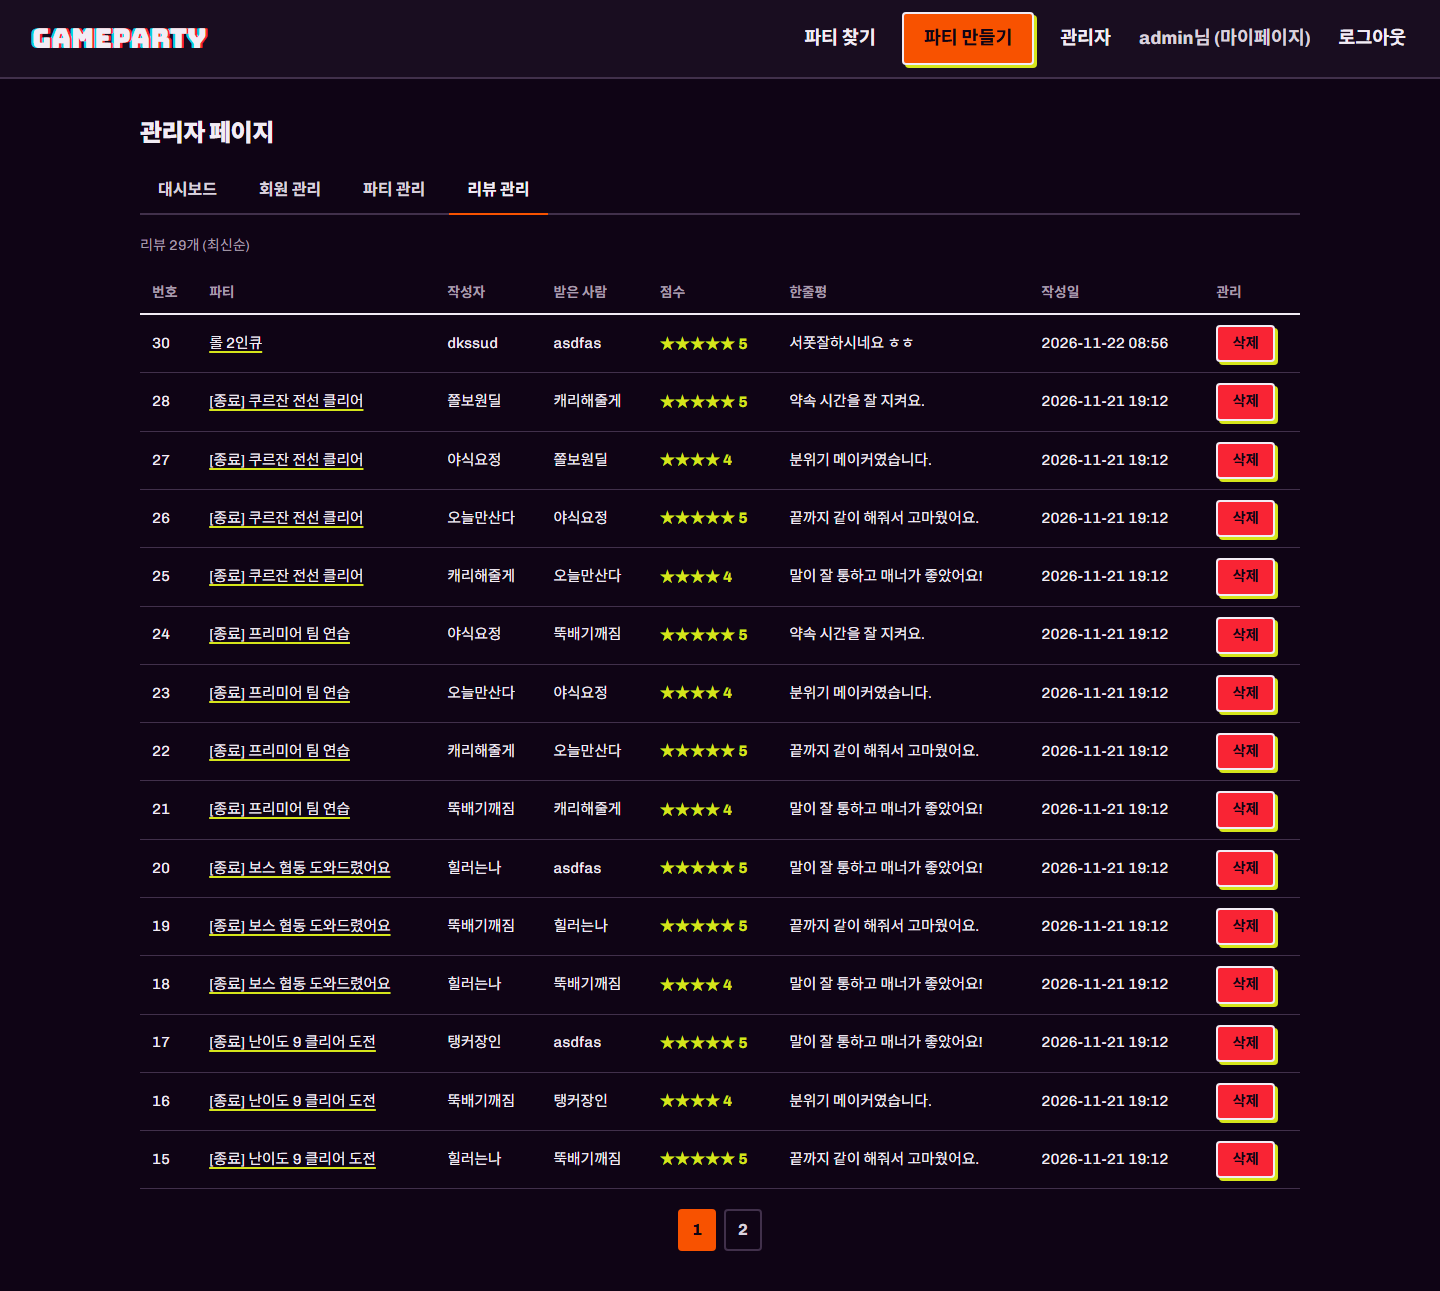 GAMEPARTY
파티 찾기 파티 만들기 관리자 admin님 (마이페이지) 로그아웃
관리자 페이지
대시보드 회원 관리 파티 관리 리뷰 관리
리뷰 29개 (최신순)
번호 파티 작성자 받은 사람 점수 한줄평 작성일 관리
30 롤 2인큐 dkssud asdfas ★★★★★ 5 서폿잘하시네요 ㅎㅎ 2026-11-22 08:56 삭제
28 [종료] 쿠르잔 전선 클리어 쫄보원딜 캐리해줄게 ★★★★★ 5 약속 시간을 잘 지켜요. 2026-11-21 19:12 삭제
27 [종료] 쿠르잔 전선 클리어 야식요정 쫄보원딜 ★★★★ 4 분위기 메이커였습니다. 2026-11-21 19:12 삭제
26 [종료] 쿠르잔 전선 클리어 오늘만산다 야식요정 ★★★★★ 5 끝까지 같이 해줘서 고마웠어요. 2026-11-21 19:12 삭제
25 [종료] 쿠르잔 전선 클리어 캐리해줄게 오늘만산다 ★★★★ 4 말이 잘 통하고 매너가 좋았어요! 2026-11-21 19:12 삭제
24 [종료] 프리미어 팀 연습 야식요정 뚝배기깨짐 ★★★★★ 5 약속 시간을 잘 지켜요. 2026-11-21 19:12 삭제
23 [종료] 프리미어 팀 연습 오늘만산다 야식요정 ★★★★ 4 분위기 메이커였습니다. 2026-11-21 19:12 삭제
22 [종료] 프리미어 팀 연습 캐리해줄게 오늘만산다 ★★★★★ 5 끝까지 같이 해줘서 고마웠어요. 2026-11-21 19:12 삭제
21 [종료] 프리미어 팀 연습 뚝배기깨짐 캐리해줄게 ★★★★ 4 말이 잘 통하고 매너가 좋았어요! 2026-11-21 19:12 삭제
20 [종료] 보스 협동 도와드렸어요 힐러는나 asdfas ★★★★★ 5 말이 잘 통하고 매너가 좋았어요! 2026-11-21 19:12 삭제
19 [종료] 보스 협동 도와드렸어요 뚝배기깨짐 힐러는나 ★★★★★ 5 끝까지 같이 해줘서 고마웠어요. 2026-11-21 19:12 삭제
18 [종료] 보스 협동 도와드렸어요 힐러는나 뚝배기깨짐 ★★★★ 4 말이 잘 통하고 매너가 좋았어요! 2026-11-21 19:12 삭제
17 [종료] 난이도 9 클리어 도전 탱커장인 asdfas ★★★★★ 5 말이 잘 통하고 매너가 좋았어요! 2026-11-21 19:12 삭제
16 [종료] 난이도 9 클리어 도전 뚝배기깨짐 탱커장인 ★★★★ 4 분위기 메이커였습니다. 2026-11-21 19:12 삭제
15 [종료] 난이도 9 클리어 도전 힐러는나 뚝배기깨짐 ★★★★★ 5 끝까지 같이 해줘서 고마웠어요. 2026-11-21 19:12 삭제
1 2